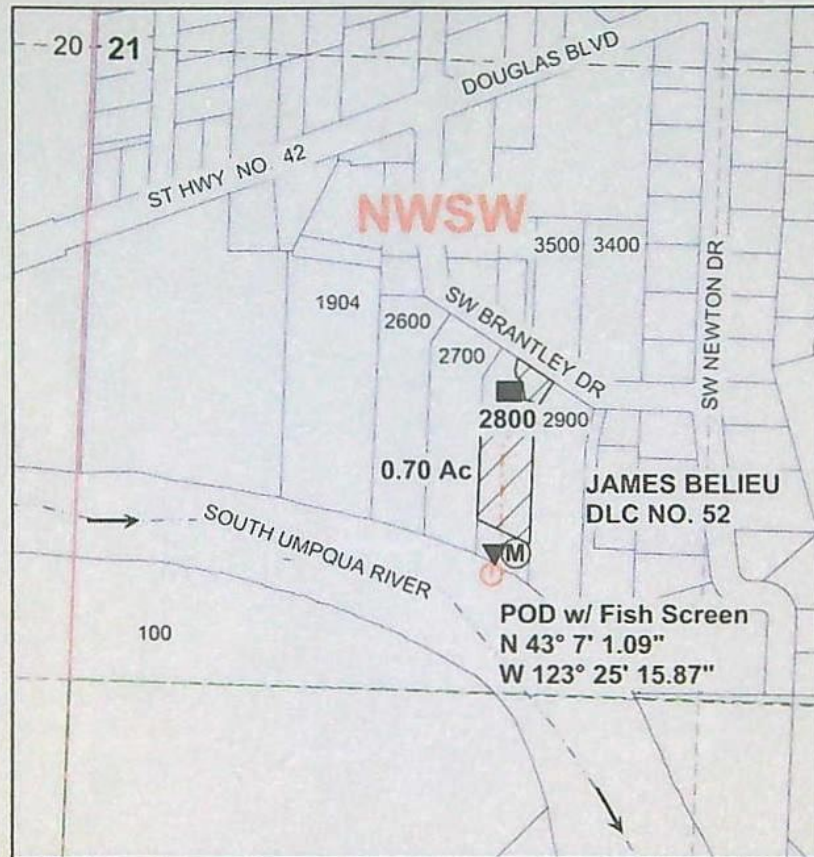 20 21
DOUGLAS BLVD
ST HWY NO. 42
NWSW
3500 3400
1904
2600
SW BRANTLEY DR
SW NEWTON DR
2700
2800 2900
0.70 Ac
JAMES BELIEU
DLC NO. 52
SOUTH UMPQUA RIVER
M
POD w/ Fish Screen
N 43° 7' 1.09"
W 123° 25' 15.87"
100